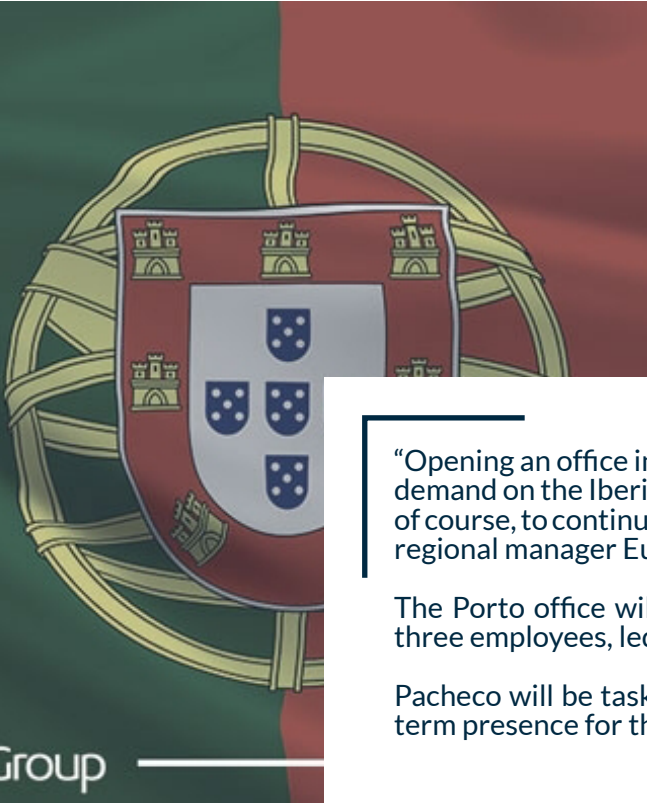 “Opening an office in
demand on the Iberi
of course, to continu
regional manager Eu
The Porto office wil
three employees, led
Pacheco will be task
term presence for th
Group